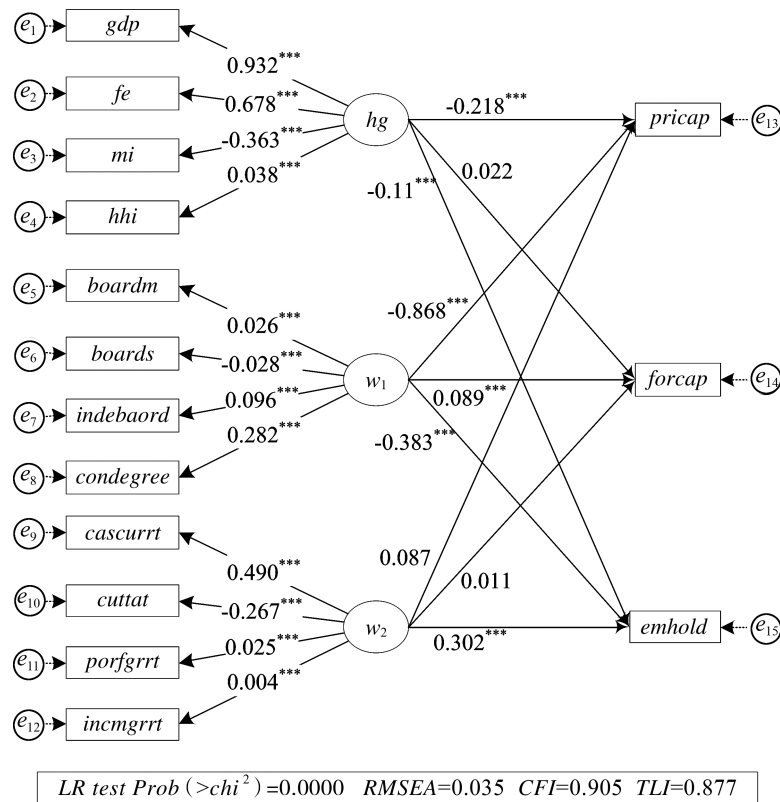 e1 gdp
0.932***
e2 fe
0.678***
hg
-0.218***
pricap e13
e3 mi
-0.363***
0.038***
-0.11***
0.022
e4 hhi
e5 boardm
0.026***
-0.868***
e6 boards
-0.028***
w1
0.089***
forcap e14
e7 indebaord
0.096***
0.282***
-0.383***
e8 condegree
e9 cascurrt
0.490***
0.087
0.011
e10 cuttat
-0.267***
w2
0.302***
emhold e15
e11 porfgrrt
0.025***
0.004***
e12 incmgrrt
LR test Prob (>chi2)=0.0000 RMSEA=0.035 CFI=0.905 TLI=0.877